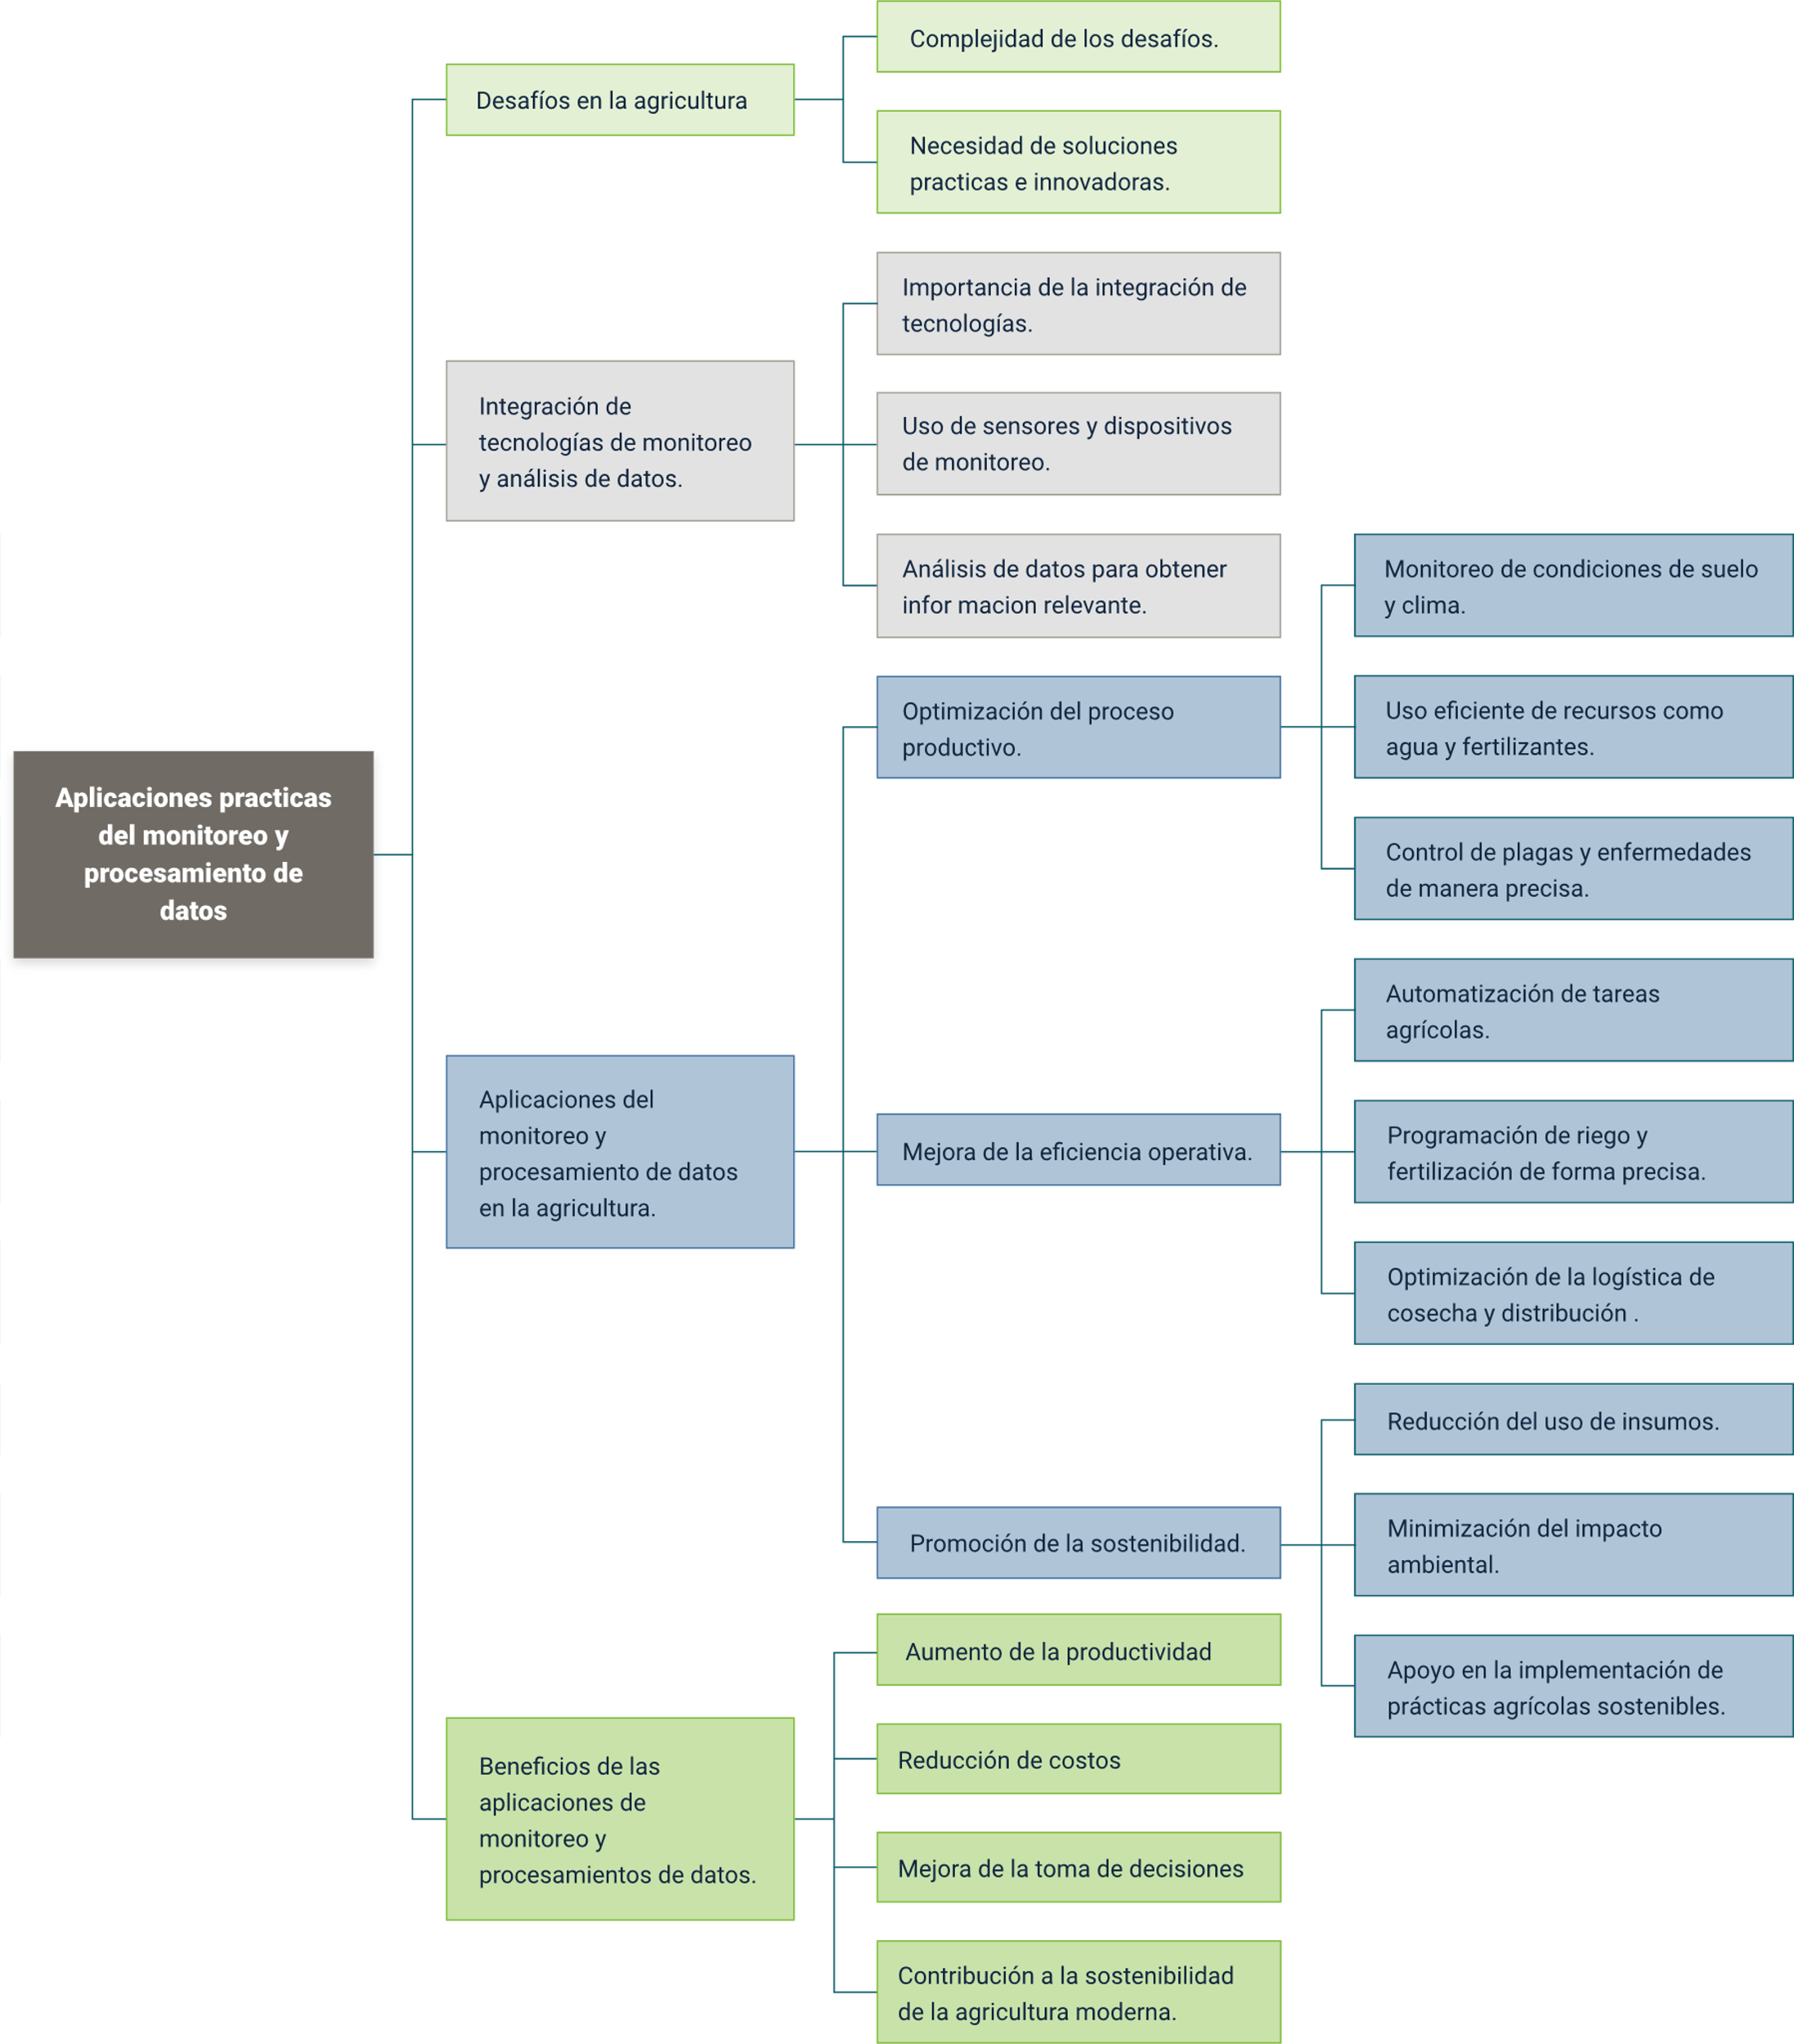 Aplicaciones practicas
del monitoreo y
procesamiento de
datos
Desafíos en la agricultura
Complejidad de los desafíos.
Necesidad de soluciones
practicas e innovadoras.
Integración de
tecnologías de monitoreo
y análisis de datos.
Importancia de la integración de
tecnologías.
Uso de sensores y dispositivos
de monitoreo.
Análisis de datos para obtener
infor macion relevante.
Aplicaciones del
monitoreo y
procesamiento de datos
en la agricultura.
Optimización del proceso
productivo.
Monitoreo de condiciones de suelo
y clima.
Uso eficiente de recursos como
agua y fertilizantes.
Control de plagas y enfermedades
de manera precisa.
Mejora de la eficiencia operativa.
Automatización de tareas
agrícolas.
Programación de riego y
fertilización de forma precisa.
Optimización de la logística de
cosecha y distribución .
Promoción de la sostenibilidad.
Reducción del uso de insumos.
Minimización del impacto
ambiental.
Apoyo en la implementación de
prácticas agrícolas sostenibles.
Beneficios de las
aplicaciones de
monitoreo y
procesamientos de datos.
Aumento de la productividad
Reducción de costos
Mejora de la toma de decisiones
Contribución a la sostenibilidad
de la agricultura moderna.